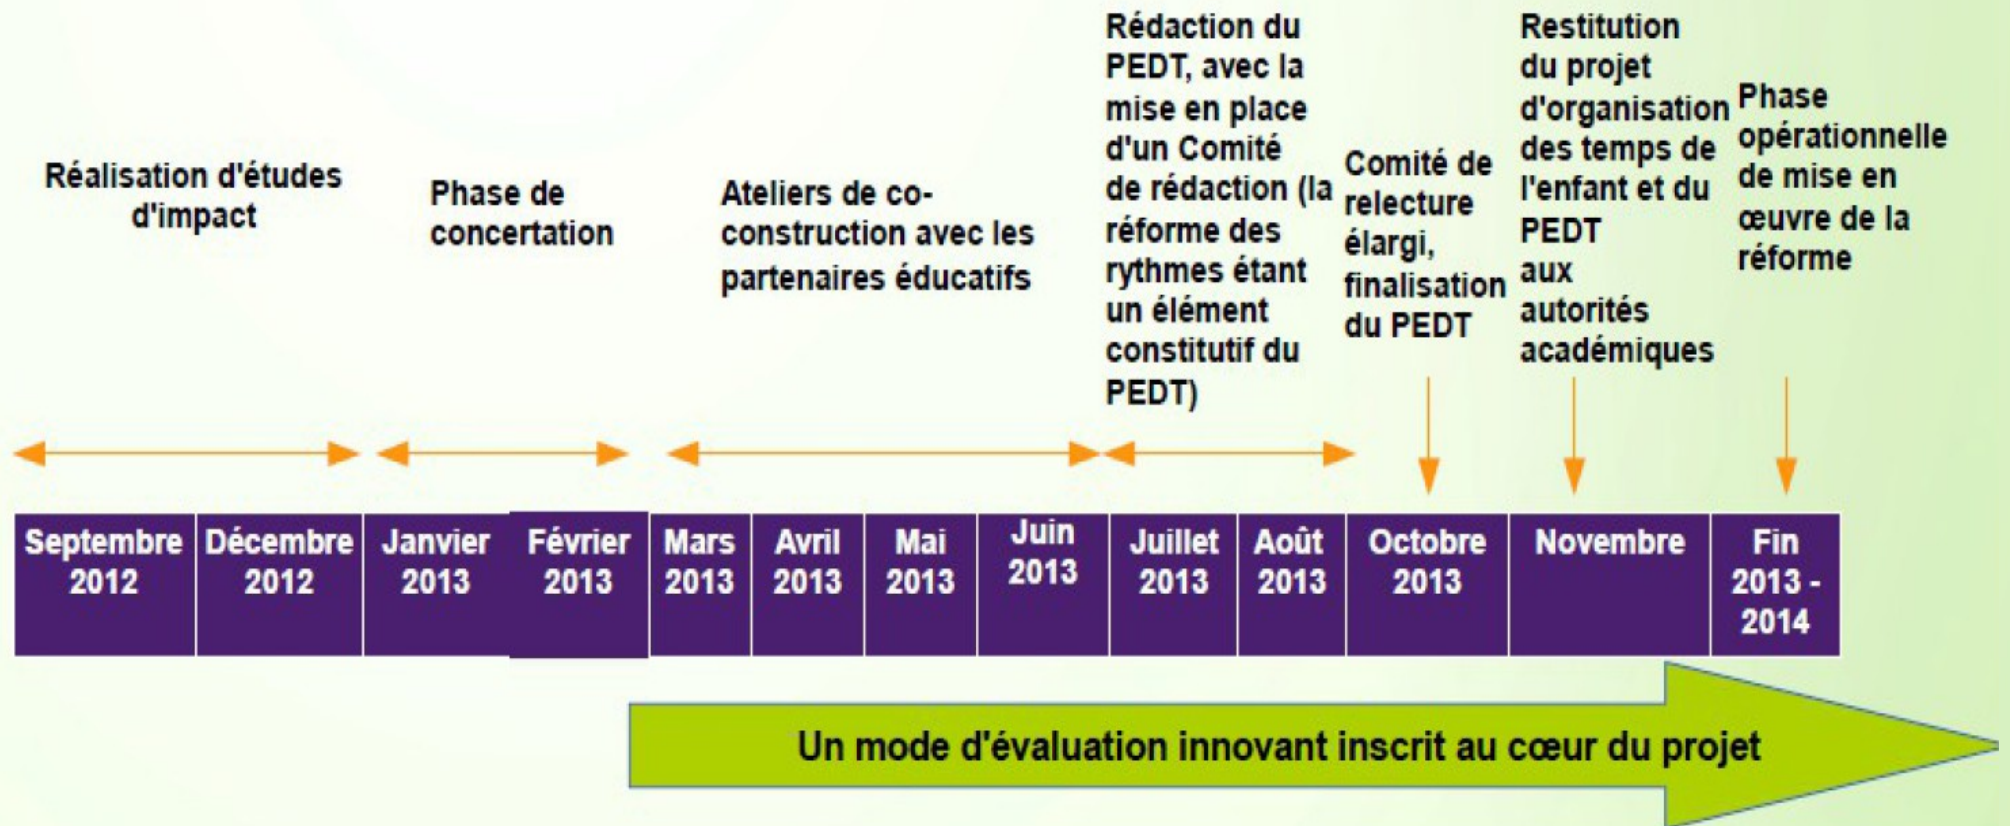 Réalisation d'études
d'impact
Phase de
concertation
Ateliers de co-
construction avec les
partenaires éducatifs
Rédaction du
PEDT, avec la
mise en place
d'un Comité
de rédaction (la
réforme des
rythmes étant
un élément
constitutif du
PEDT)
Comité de
relecture
élargi,
finalisation
du PEDT
Restitution
du projet
d'organisation
des temps de
l'enfant et du
PEDT
aux
autorités
académiques
Phase
opérationnelle
de mise en
œuvre de la
réforme
Septembre
2012
Décembre
2012
Janvier
2013
Février
2013
Mars
2013
Avril
2013
Mai
2013
Juin
2013
Juillet
2013
Août
2013
Octobre
2013
Novembre
Fin
2013 -
2014
Un mode d'évaluation innovant inscrit au cœur du projet